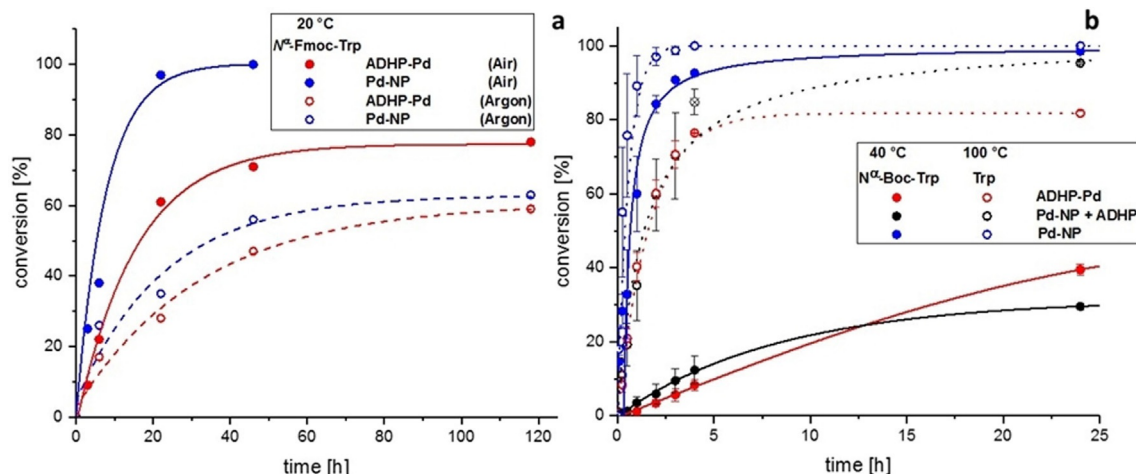 a
20 °C
Nα-Fmoc-Trp
ADHP-Pd (Air)
Pd-NP (Air)
ADHP-Pd (Argon)
Pd-NP (Argon)
conversion [%]
100
80
60
40
20
0
0 20 40 60 80 100 120
time [h]
b
40 °C 100 °C
Nα-Boc-Trp Trp
ADHP-Pd
Pd-NP + ADHP
Pd-NP
conversion [%]
100
80
60
40
20
0
0 5 10 15 20 25
time [h]